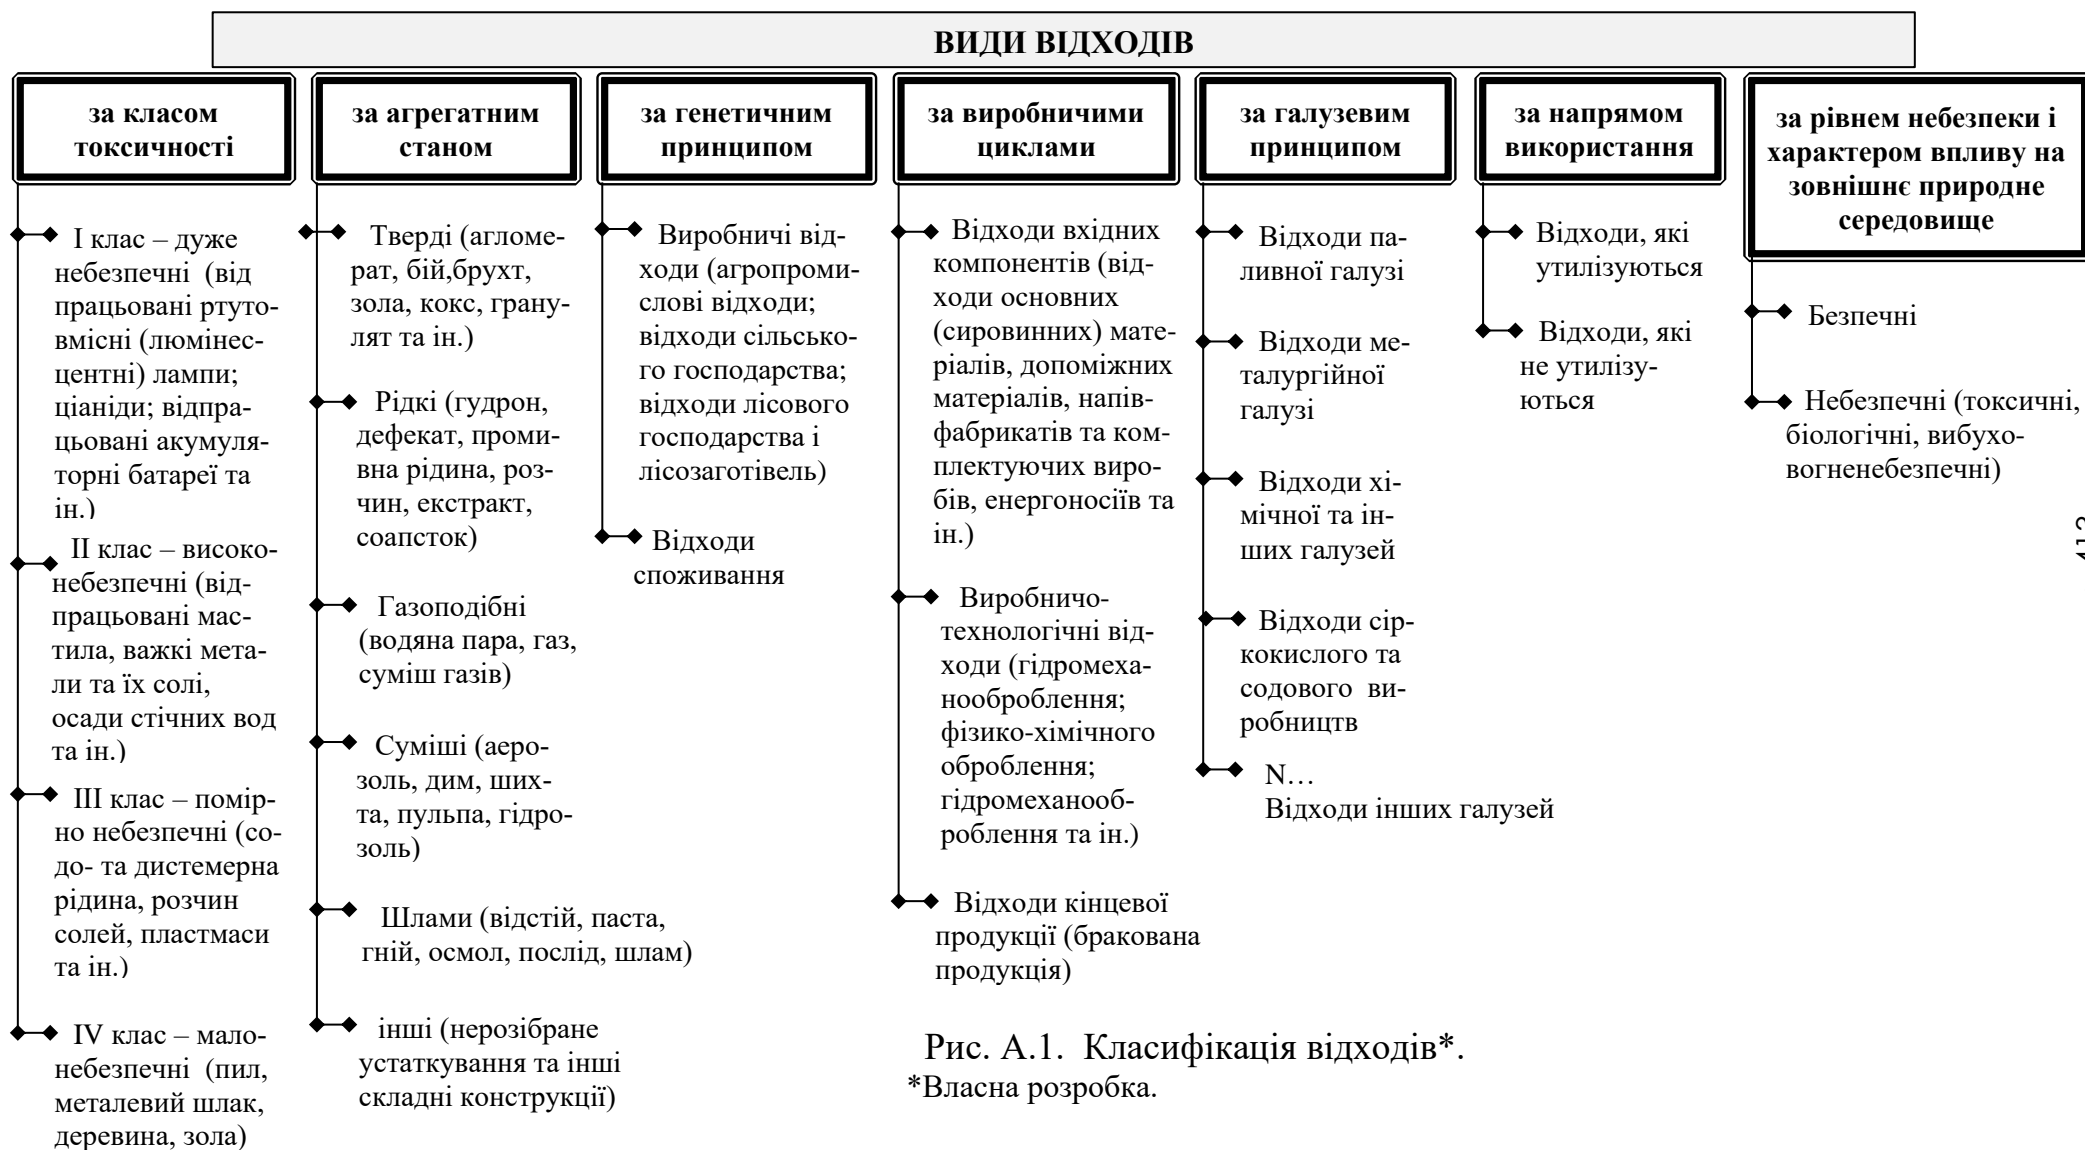 ВИДИ ВІДХОДІВ
за класом
токсичності
І клас – дуже
небезпечні (від
працьовані ртуто-
вмісні (люмінес-
центні) лампи;
ціаніди; відпра-
цьовані акумуля-
торні батареї та
ін.)
ІІ клас – високо-
небезпечні (від-
працьовані мас-
тила, важкі мета-
ли та їх солі,
осади стічних вод
та ін.)
ІІІ клас – помір-
но небезпечні (со-
до- та дистемерна
рідина, розчин
солей, пластмаси
та ін.)
IV клас – мало-
небезпечні (пил,
металевий шлак,
деревина, зола)
за агрегатним
станом
Тверді (агломе-
рат, бій,брухт,
зола, кокс, грану-
лят та ін.)
Рідкі (гудрон,
дефекат, проми-
вна рідина, роз-
чин, екстракт,
соапсток)
Газоподібні
(водяна пара, газ,
суміш газів)
Суміші (аеро-
золь, дим, ших-
та, пульпа, гідро-
золь)
Шлами (відстій, паста,
гній, осмол, послід, шлам)
інші (нерозібране
устаткування та інші
складні конструкції)
за генетичним
принципом
Виробничі від-
ходи (агропроми-
слові відходи;
відходи сільсько-
го господарства;
відходи лісового
господарства і
лісозаготівель)
Відходи
споживання
за виробничими
циклами
Відходи вхідних
компонентів (від-
ходи основних
(сировинних) мате-
ріалів, допоміжних
матеріалів, напів-
фабрикатів та ком-
плектуючих виро-
бів, енергоносіїв та
ін.)
Виробничо-
технологічні від-
ходи (гідромеха-
нооброблення;
фізико-хімічного
оброблення;
гідромеханооб-
роблення та ін.)
Відходи кінцевої
продукції (бракована
продукція)
за галузевим
принципом
Відходи па-
ливної галузі
Відходи ме-
талургійної
галузі
Відходи хі-
мічної та ін-
ших галузей
Відходи сір-
кокислого та
содового ви-
робництв
N…
Відходи інших галузей
за напрямом
використання
Відходи, які
утилізуються
Відходи, які
не утилізу-
ються
за рівнем небезпеки і
характером впливу на
зовнішнє природне
середовище
Безпечні
Небезпечні (токсичні,
біологічні, вибухо-
вогненебезпечні)
Рис. А.1. Класифікація відходів*.
*Власна розробка.